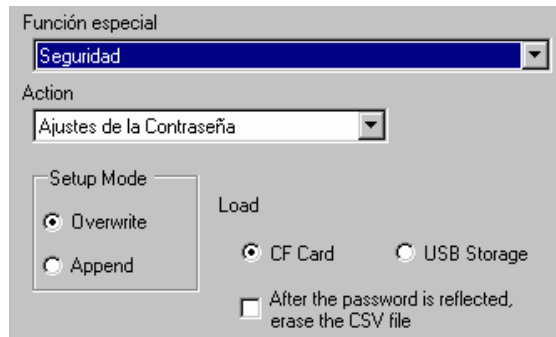 Función especial
Seguridad
Action
Ajustes de la Contraseña
Setup Mode
Overwrite
Append
Load
CF Card
USB Storage
After the password is reflected,
erase the CSV file